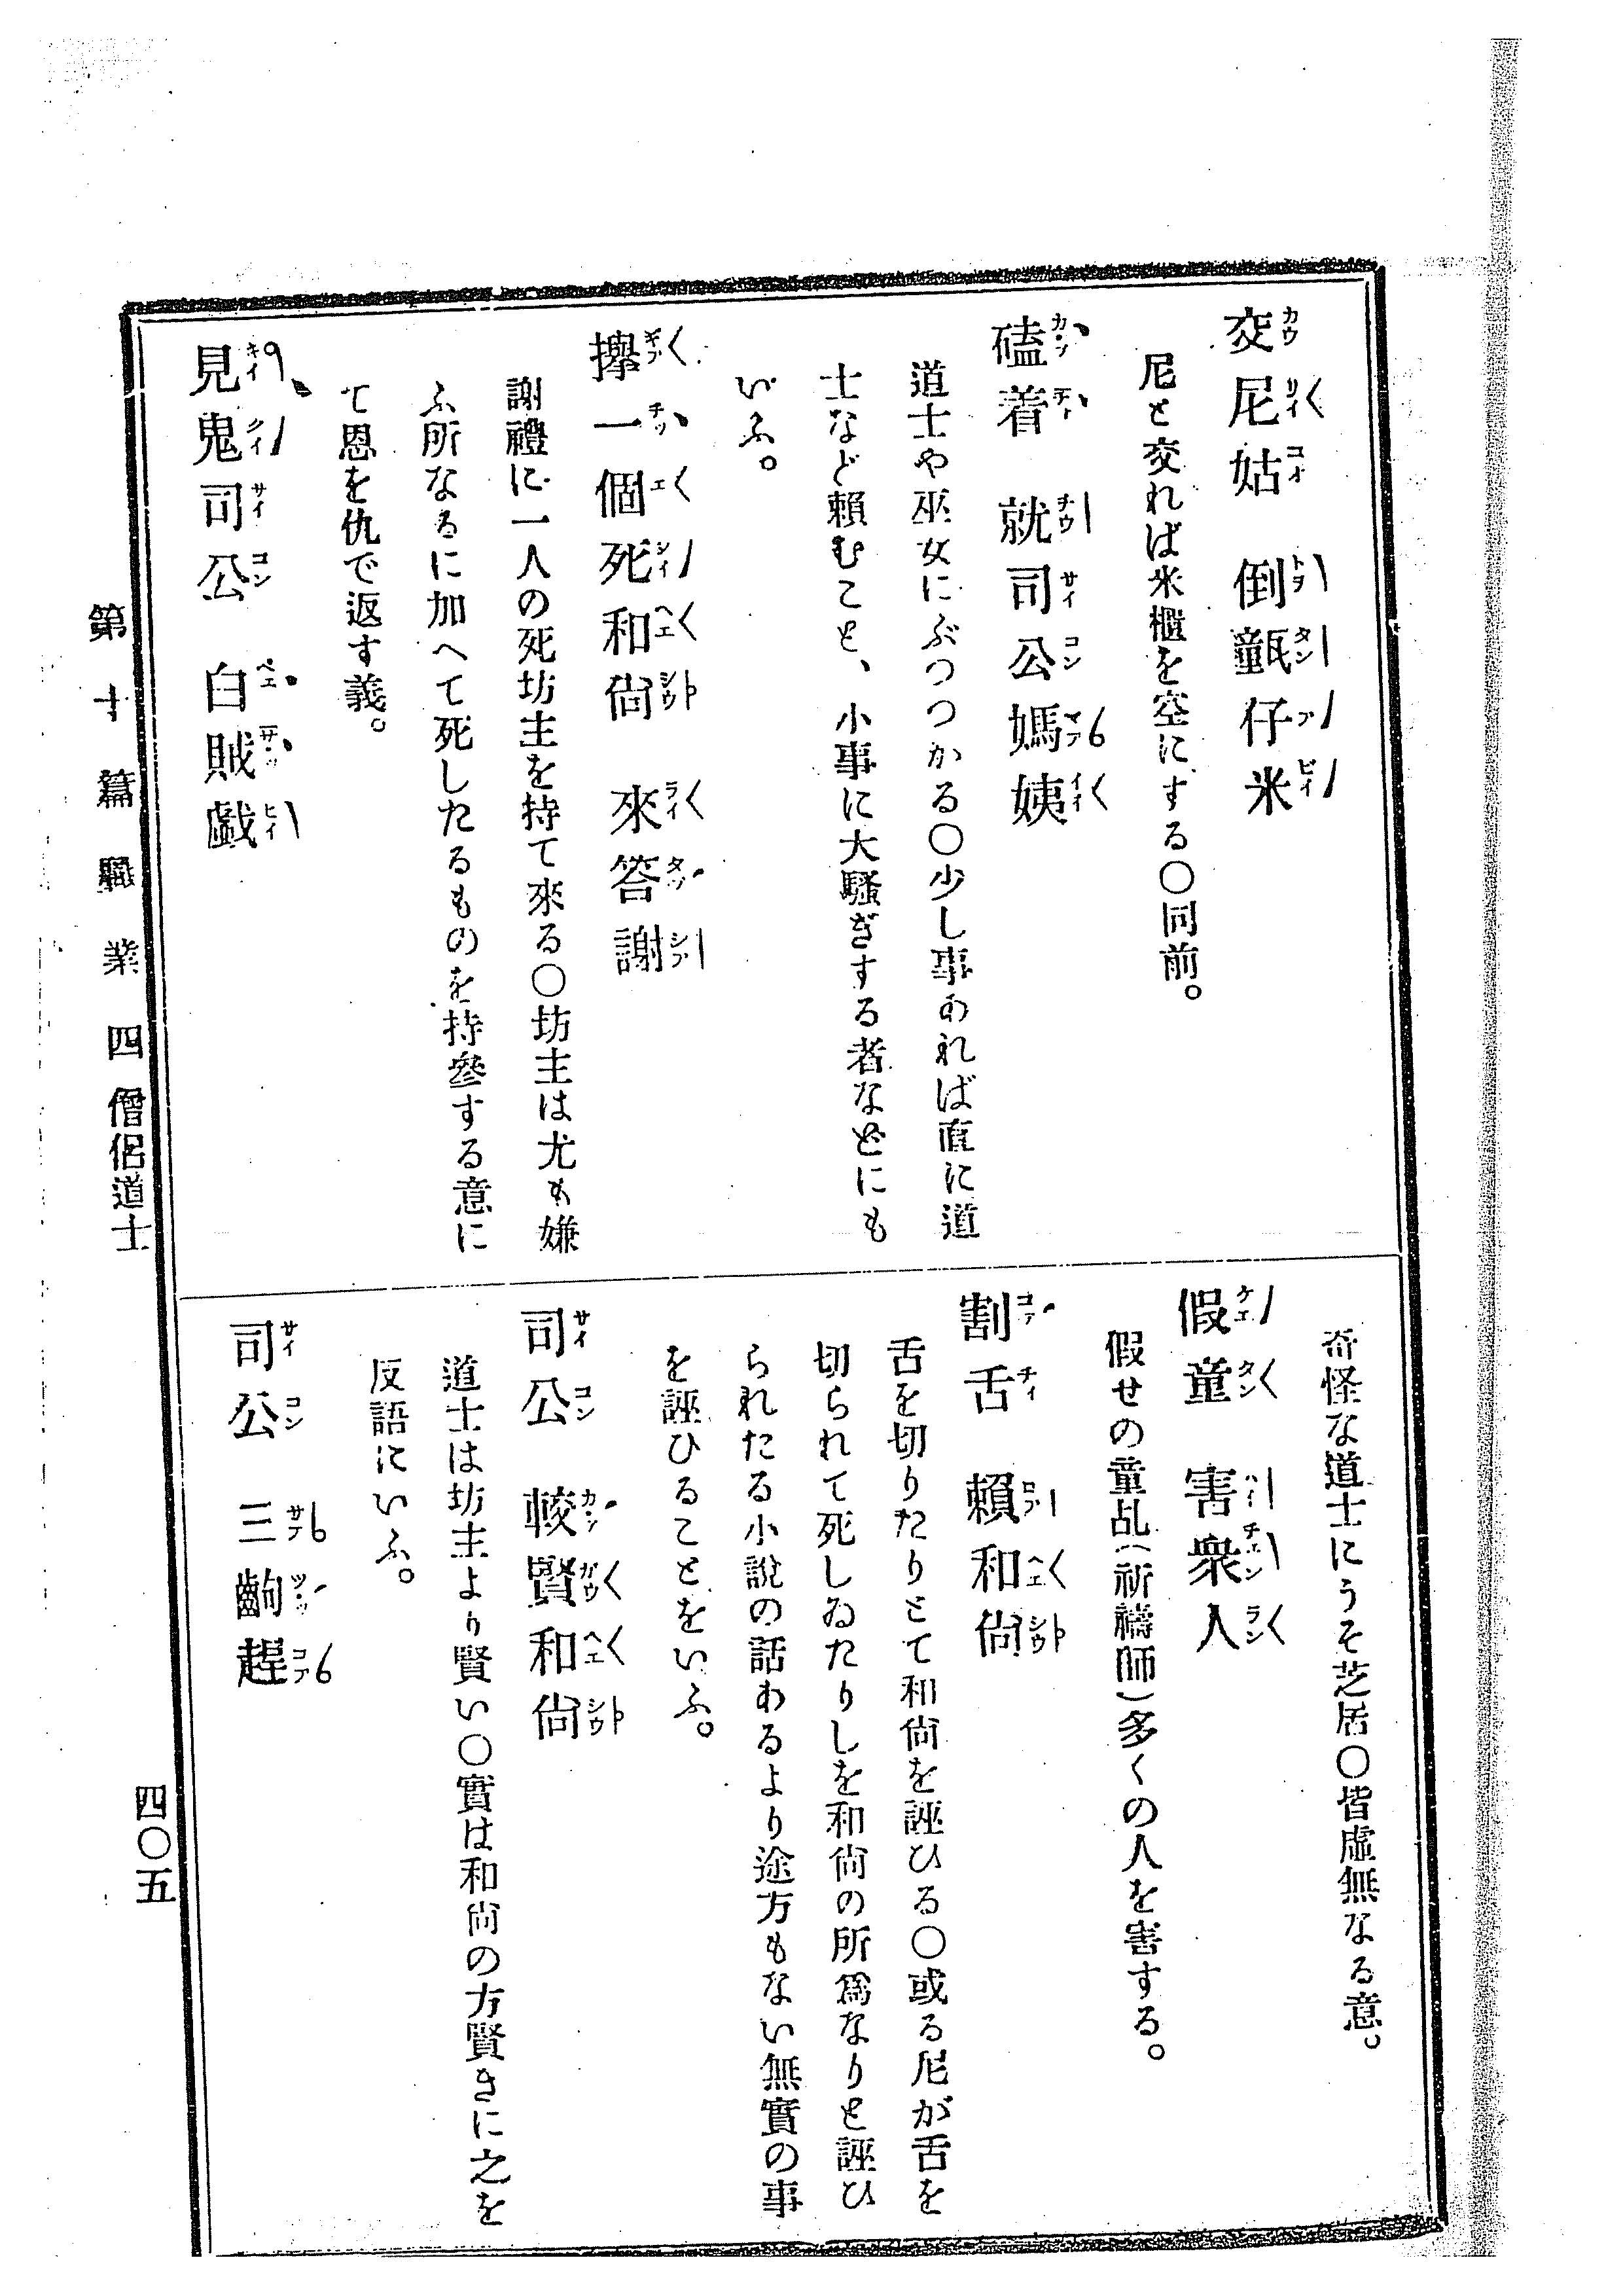 交尼姑　倒㼿仔米
尼と交れば米櫃を空にする〇同前。
磕着　就司公媽姨
道士や巫女にぶつつかる〇少し事あれば直に道
士など賴むこと、小事に大騷ぎする者などにも
いふ。
攑一個死和尙　來答謝
謝禮に一人の死坊主を持て來る〇坊主は尤も嫌
ふ所なるに加へて死したるものを持參する意に
て恩を仇で返す義。
見鬼司公　白賊戲
奇怪な道士にうそ芝居〇皆虛無なる意。
假童　害衆人
假せの童乩(祈禱師)多くの人を害する。
割舌　賴和尙
舌を切りたりとて和尙を誣ひる〇或る尼が舌を
切られて死しゐたりしを和尙の所爲なりと誣ひ
られたる小說の話あるより途方もない無實の事
を誣ひることをいふ。
司公　較賢和尙
道士は坊主より賢い〇實は和尙の方賢きに之を
反語にいふ。
司公　三齣趕
第十篇　職業　四　僧侶道士
四〇五